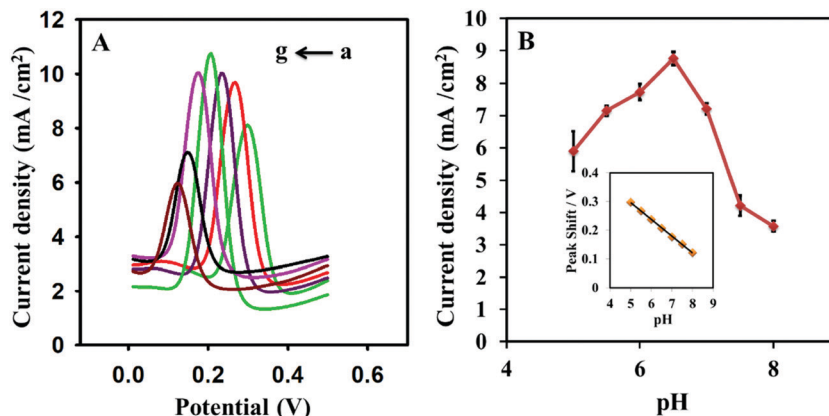 A
g ← a
Current density (mA /cm²)
12
10
8
6
4
2
0
0.0 0.2 0.4 0.6
Potential (V)
B
Current density (mA /cm²)
10
9
8
7
6
5
4
3
2
1
0
4 6 8
pH
Peak Shift / V
0.4
0.3
0.2
0.1
0
4 5 6 7 8 9
pH